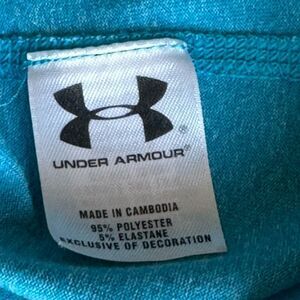 UNDER ARMOUR®
MADE IN CAMBODIA
95% POLYESTER
5% ELASTANE
EXCLUSIVE OF DECORATION